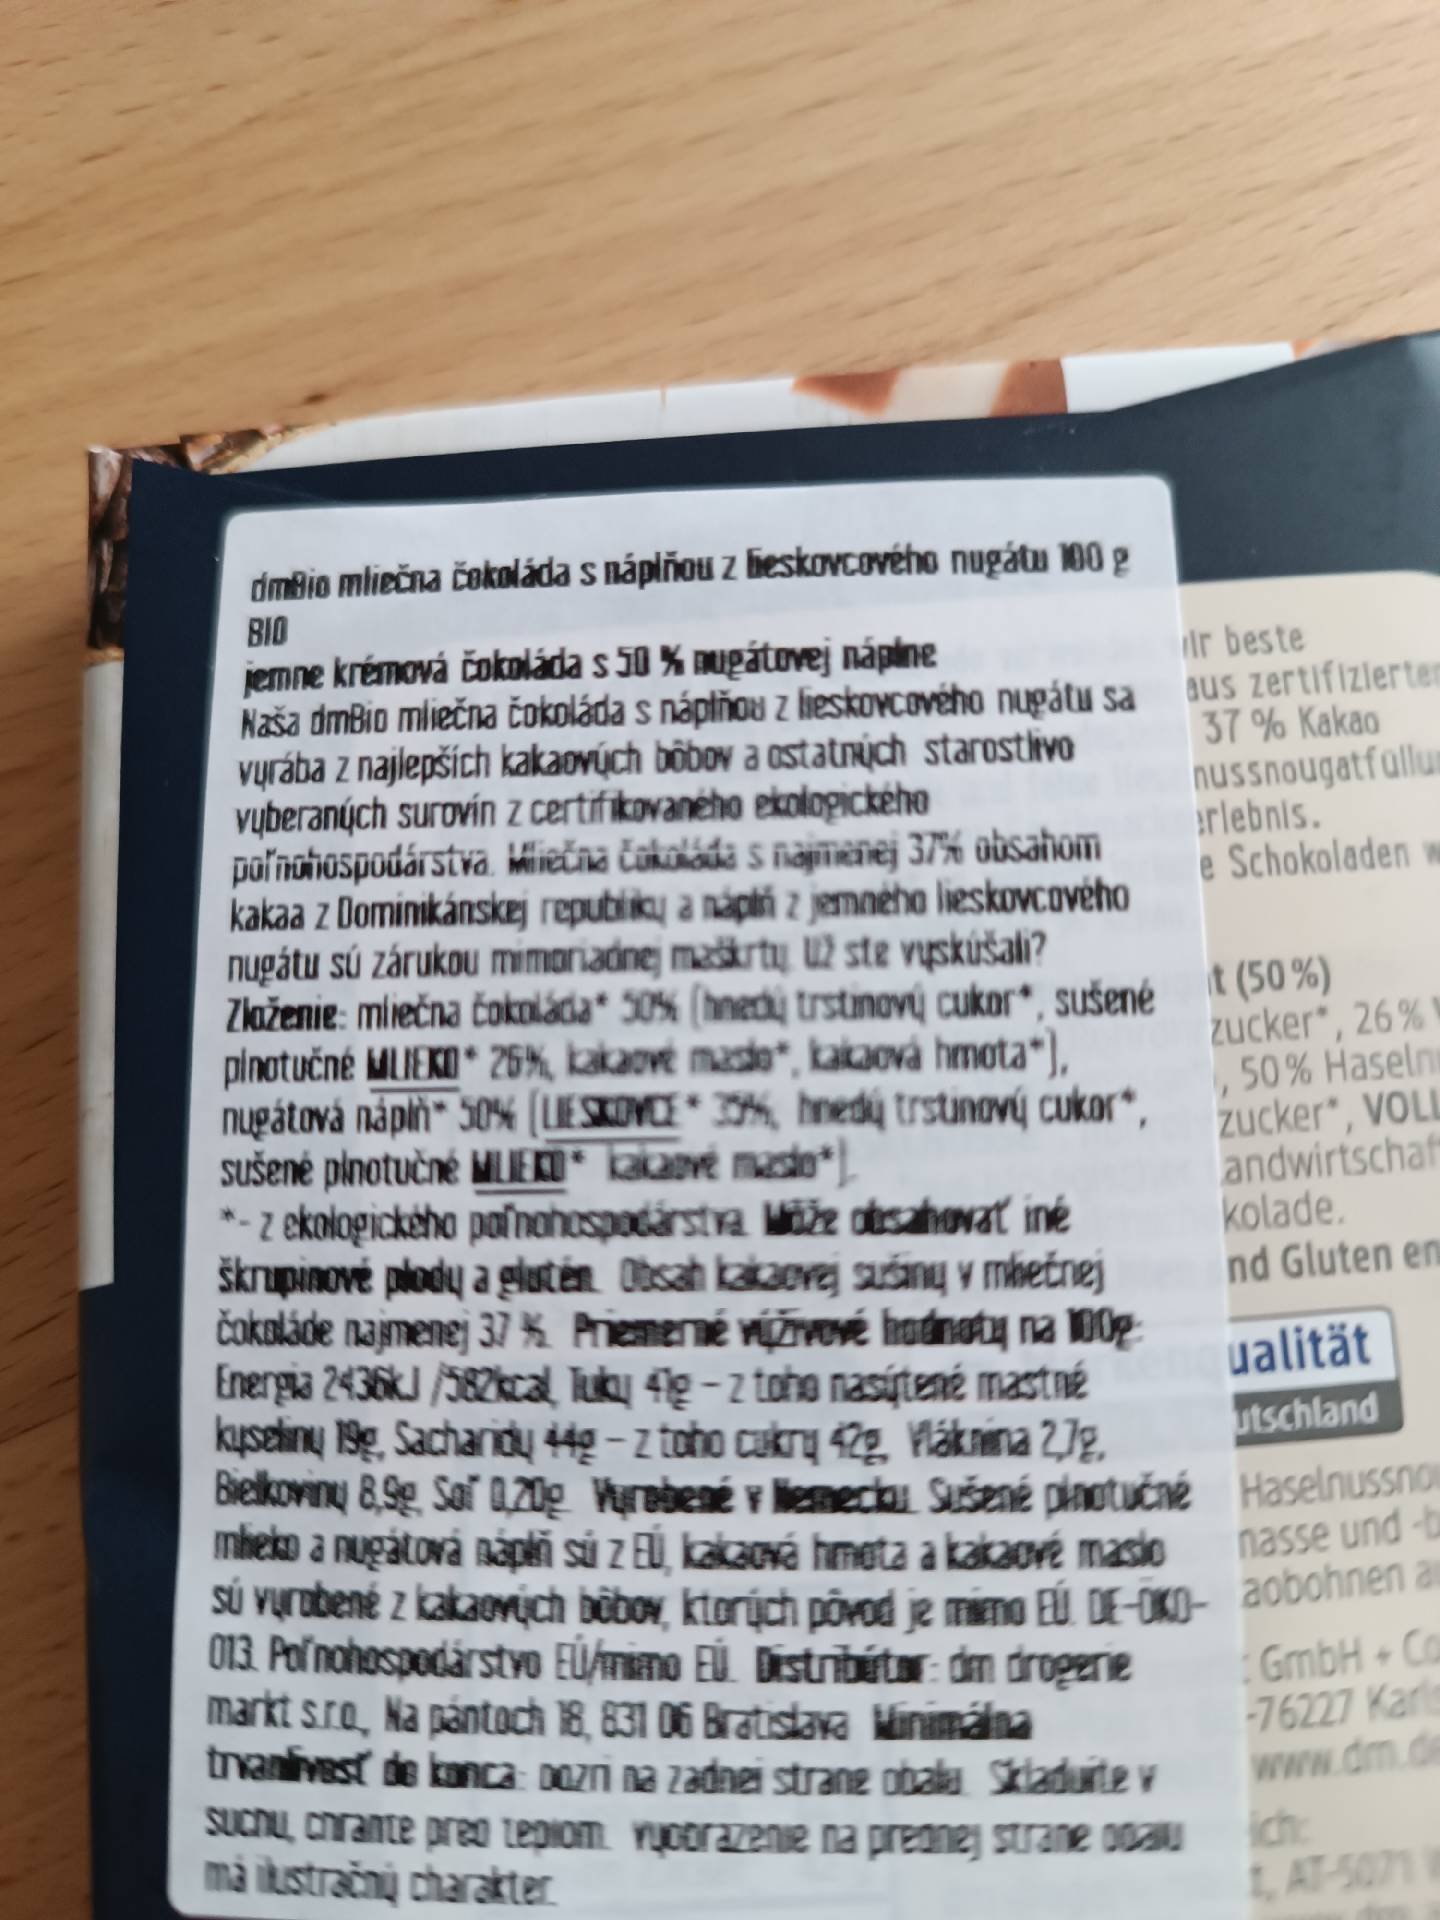 dmBio mliečna čokoláda s náplňou z lieskovcového nugátu 100 g
BIO
jemne krémová čokoláda s 50 % nugátovej náplne
Naša dmBio mliečna čokoláda s náplňou z lieskovcového nugátu sa
vyrába z najlepších kakaových bôbov a ostatných starostlivo
vyberaných surovín z certifikovaného ekologického
poľnohospodárstva. Mliečna čokoláda s najmenej 37% obsahom
kakaa z Dominikánskej republiky a náplň z jemného lieskovcového
nugátu sú zárukou mimoriadnej maškrty. Už ste vyskúšali?
Zloženie: mliečna čokoláda* 50% (hnedý trstinový cukor*, sušené
plnotučné MLIEKO* 26%, kakaové maslo*, kakaová hmota*),
nugátová náplň* 50% (LIESKOVCE* 35%, hnedý trstinový cukor*,
sušené plnotučné MLIEKO* kakaové maslo*).
*- z ekologického poľnohospodárstva. Môže obsahovať iné
škrupinové plody a glutén. Obsah kakaovej sušiny v mliečnej
čokoláde najmenej 37 %. Priemerné výživové hodnoty na 100g:
Energia 2436kJ /582kcal, Tuky 41g – z toho nasýtené mastné
kyseliny 19g, Sacharidy 44g – z toho cukry 42g, Vláknina 2,7g,
Bielkoviny 8,9g, Soľ 0,20g. Vyrobené v Nemecku. Sušené plnotučné
mlieko a nugátová náplň sú z EÚ, kakaová hmota a kakaové maslo
sú vyrobené z kakaových bôbov, ktorých pôvod je mimo EÚ. DE-ÖKO-
013. Poľnohospodárstvo EÚ/mimo EÚ. Distribútor: dm drogerie
markt s.r.o., Na pántoch 18, 831 06 Bratislava Minimálna
trvanlivosť do konca: pozri na zadnej strane obalu. Skladujte v
suchu, chráňte pred teplom. Vyobrazenie na prednej strane obalu
má ilustračný charakter.
wir beste
aus zertifizierter
37 % Kakao
erlebnis.
Schokoladen
(50 %)
zucker*, 26 %
, 50 % Haseln
zucker*, VOLL
andwirtschaf
kolade.
nd Gluten en
ualität
utschland
Haselnussnou
masse und -b
aobohnen
GmbH + Co
-76227 Karls
www.dm.de
ich:
AT-5071